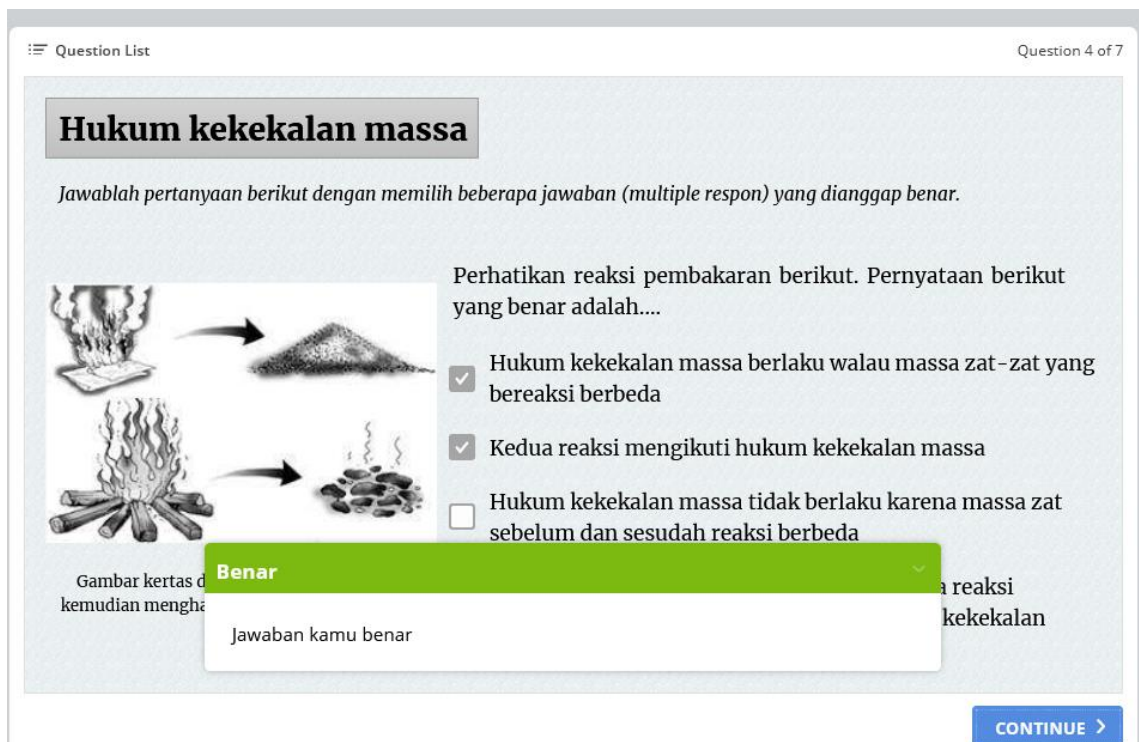 Question List
Question 4 of 7
Hukum kekekalan massa
Jawablah pertanyaan berikut dengan memilih beberapa jawaban (multiple respon) yang dianggap benar.
Perhatikan reaksi pembakaran berikut. Pernyataan berikut
yang benar adalah....
Hukum kekekalan massa berlaku walau massa zat-zat yang
bereaksi berbeda
Kedua reaksi mengikuti hukum kekekalan massa
Hukum kekekalan massa tidak berlaku karena massa zat
sebelum dan sesudah reaksi berbeda
Gambar kertas
kemudian
reaksi
kekekalan
Benar
Jawaban kamu benar
CONTINUE